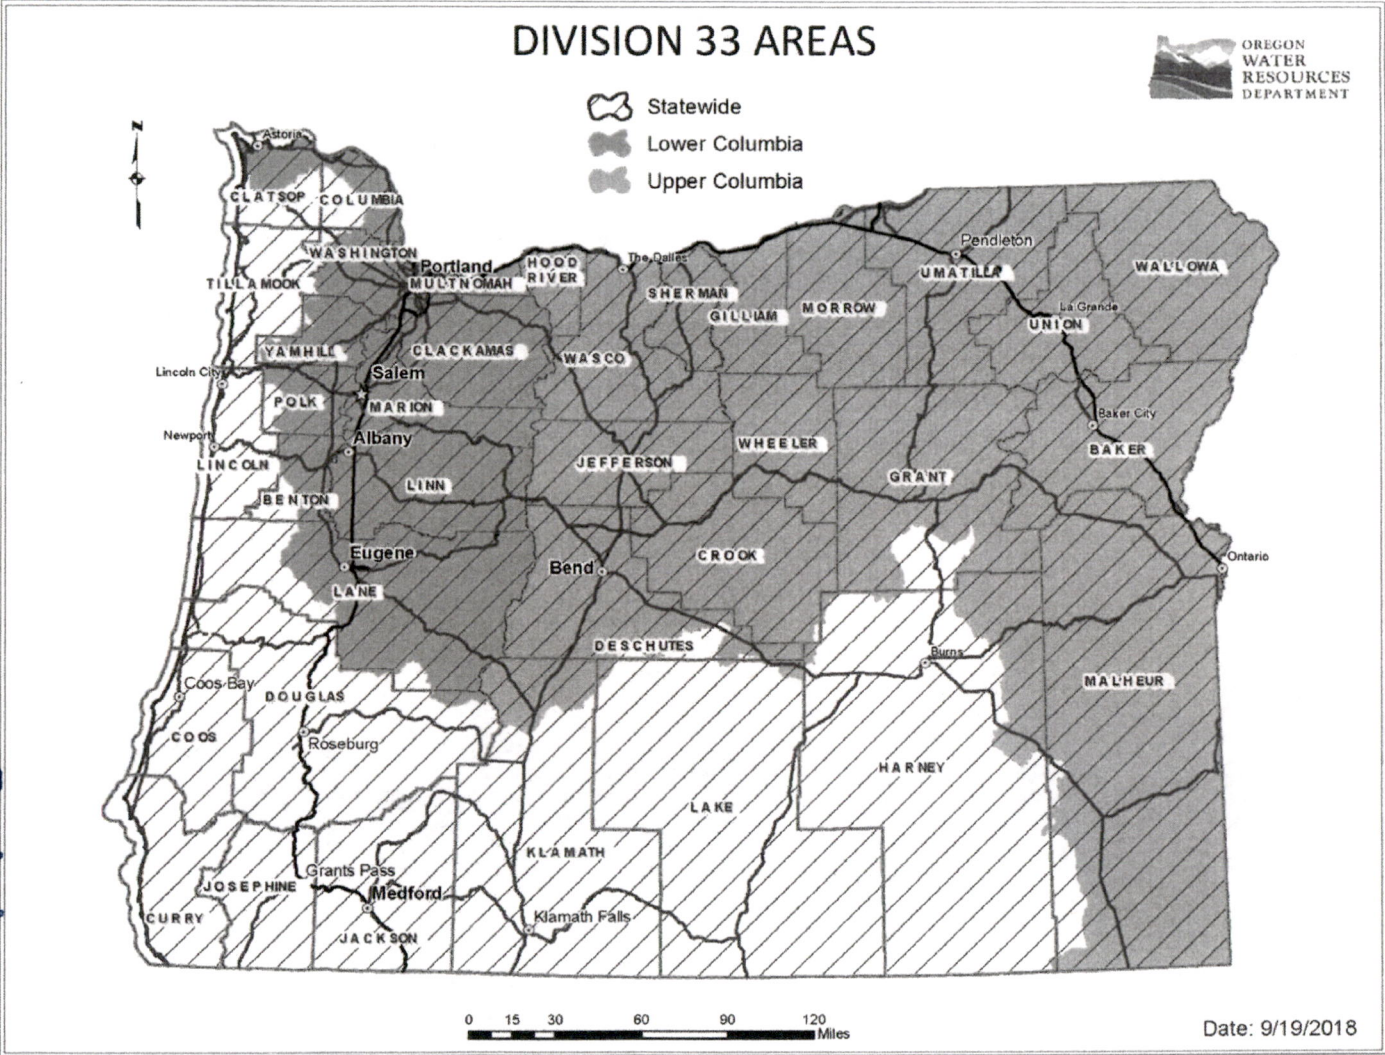 DIVISION 33 AREAS
OREGON
WATER
RESOURCES
DEPARTMENT
Statewide
Lower Columbia
Upper Columbia
N
Astoria
CLATSOP
COLUMBIA
WASHINGTON
Portland
HOOD
RIVER
The Dalles
Pendleton
UMATILLA
WALLOWA
TILLAMOOK
MULTNOMAH
SHERMAN
GILLIAM
MORROW
La Grande
UNION
YAMHILL
CLACKAMAS
WASCO
Lincoln City
Salem
POLK
MARION
Baker City
Newport
Albany
WHEELER
BAKER
LINCOLN
JEFFERSON
GRANT
BENTON
LINN
Eugene
Bend
CROOK
Ontario
LANE
DESCHUTES
Burns
MALHEUR
Coos Bay
DOUGLAS
COOS
Roseburg
HARNEY
LAKE
KLAMATH
Grants Pass
JOSEPHINE
Medford
CURRY
Klamath Falls
JACKSON
0 15 30 60 90 120
Miles
Date: 9/19/2018